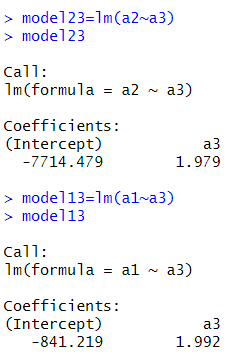 > model23=lm(a2~a3)
> model23
Call:
lm(formula = a2 ~ a3)
Coefficients:
(Intercept) a3
-7714.479 1.979
> model13=lm(a1~a3)
> model13
Call:
lm(formula = a1 ~ a3)
Coefficients:
(Intercept) a3
-841.219 1.992